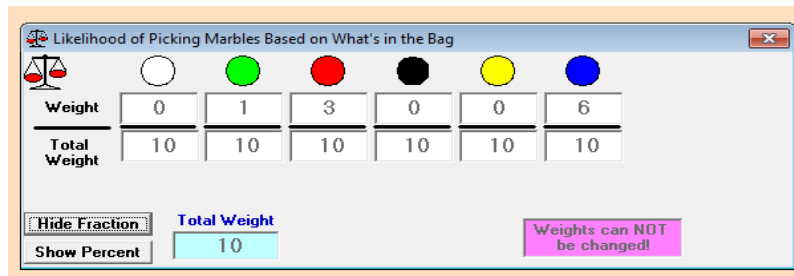 Likelihood of Picking Marbles Based on What's in the Bag
Weight 0 1 3 0 0 6
Total Weight 10 10 10 10 10 10
Hide Fraction
Total Weight
10
Show Percent
Weights can NOT
be changed!